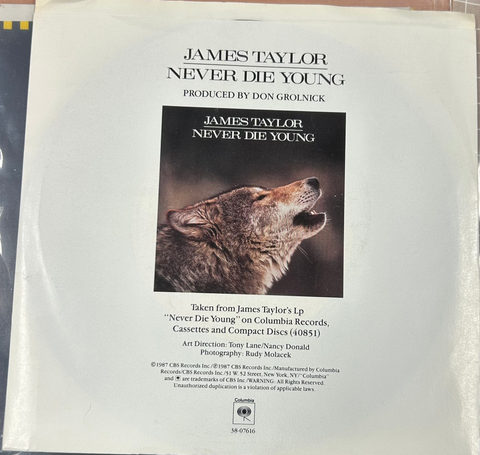 JAMES TAYLOR
NEVER DIE YOUNG
PRODUCED BY DON GROLNICK
JAMES TAYLOR
NEVER DIE YOUNG
Taken from James Taylor's Lp
"Never Die Young" on Columbia Records,
Cassettes and Compact Discs (40851)
Art Direction: Tony Lane/Nancy Donald
Photography: Rudy Molacek
© 1987 CBS Records Inc./℗ 1987 CBS Records Inc./Manufactured by Columbia
Records/CBS Records Inc./51 W. 52 Street, New York, NY/"Columbia"
and are trademarks of CBS Inc./WARNING: All Rights Reserved.
Unauthorized duplication is a violation of applicable laws.
Columbia
38-07616